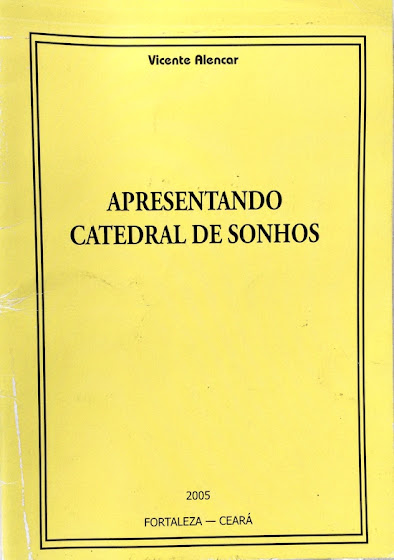 Vicente Alencar
APRESENTANDO
CATEDRAL DE SONHOS
2005
FORTALEZA — CEARÁ